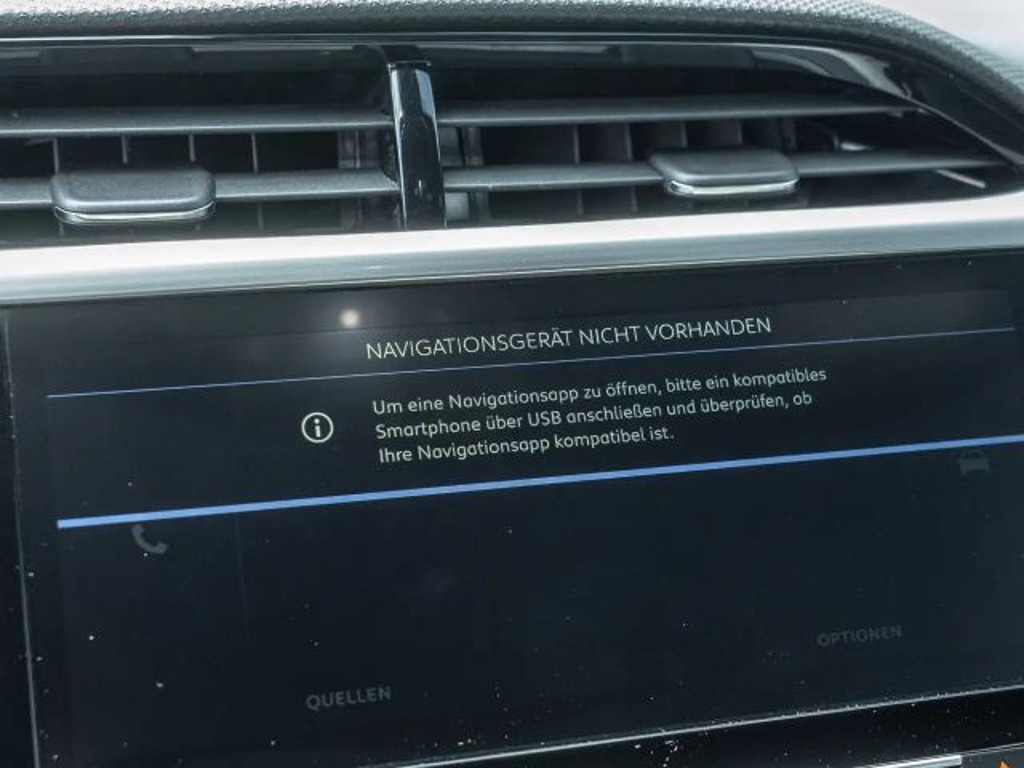 NAVIGATIONSGERÄT NICHT VORHANDEN
Um eine Navigationsapp zu öffnen, bitte ein kompatibles
Smartphone über USB anschließen und überprüfen, ob
Ihre Navigationsapp kompatibel ist.
OPTIONEN
QUELLEN